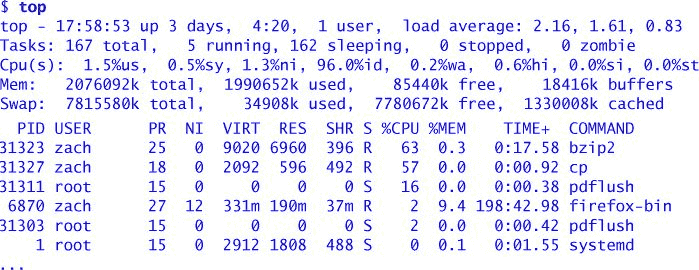 $ top
top - 17:58:53 up 3 days,  4:20,  1 user,  load average: 2.16, 1.61, 0.83
Tasks: 167 total,   5 running, 162 sleeping,   0 stopped,   0 zombie
Cpu(s):  1.5%us,  0.5%sy,  1.3%ni, 96.0%id,  0.2%wa,  0.6%hi, 0.0%si, 0.0%st
Mem:   2076092k total,  1990652k used,    85440k free,    18416k buffers
Swap:  7815580k total,    34908k used,  7780672k free,  1330008k cached
  PID USER      PR  NI  VIRT  RES  SHR S %CPU %MEM    TIME+  COMMAND
31323 zach      25   0  9020 6960  396 R   63  0.3   0:17.58 bzip2
31327 zach      18   0  2092  596  492 R   57  0.0   0:00.92 cp
31311 root      15   0     0    0    0 S   16  0.0   0:00.38 pdflush
 6870 zach      27  12  331m 190m  37m R    2  9.4 198:42.98 firefox-bin
31303 root      15   0     0    0    0 S    2  0.0   0:00.42 pdflush
    1 root      15   0  2912 1808  488 S    0  0.1   0:01.55 systemd
...